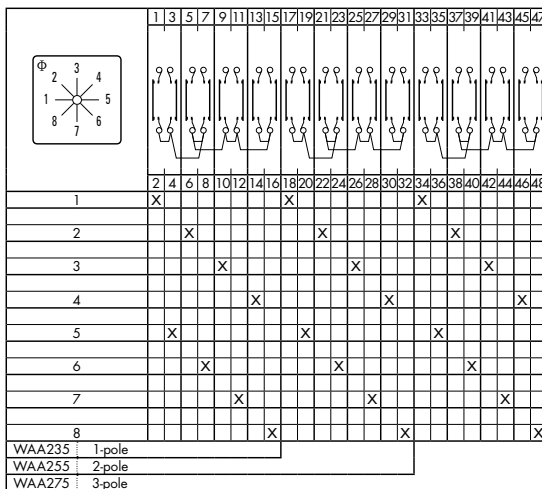 1 3 5 7 9 11 13 15 17 19 21 23 25 27 29 31 33 35 37 39 41 43 45 47
Φ
2 3 4
1 5
8 7 6
2 4 6 8 10 12 14 16 18 20 22 24 26 28 30 32 34 36 38 40 42 44 46 48
1 X X X
2 X X X
3 X X X
4 X X X
5 X X X
6 X X X
7 X X X
8 X X X
WAA235 1-pole
WAA255 2-pole
WAA275 3-pole